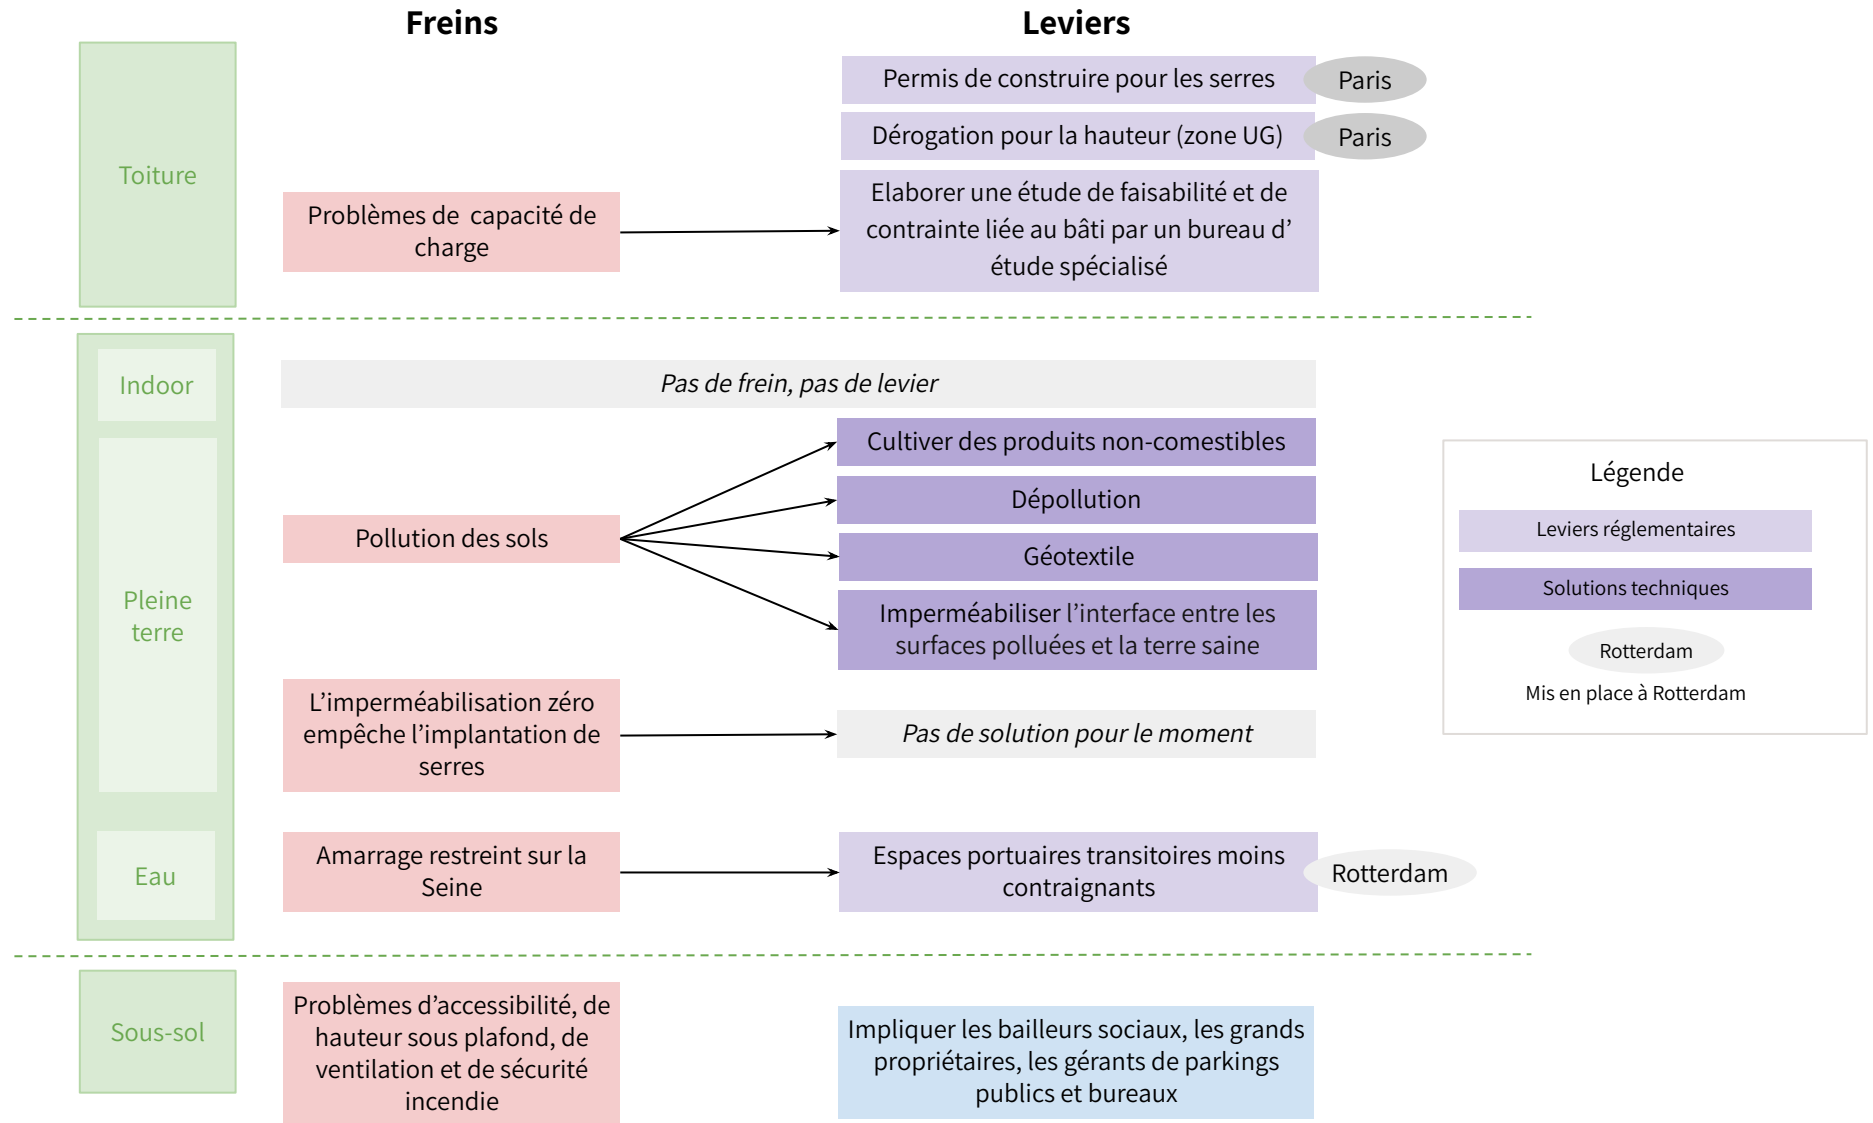 Freins
Leviers
Toiture
Permis de construire pour les serres
Paris
Dérogation pour la hauteur (zone UG)
Paris
Problèmes de  capacité de
charge
Elaborer une étude de faisabilité et de
contrainte liée au bâti par un bureau d’
étude spécialisé
Indoor
Pas de frein, pas de levier
Pleine
terre
Pollution des sols
Cultiver des produits non-comestibles
Dépollution
Géotextile
Imperméabiliser l’interface entre les
surfaces polluées et la terre saine
L’imperméabilisation zéro
empêche l’implantation de
serres
Pas de solution pour le moment
Eau
Amarrage restreint sur la
Seine
Espaces portuaires transitoires moins
contraignants
Rotterdam
Sous-sol
Problèmes d’accessibilité, de
hauteur sous plafond, de
ventilation et de sécurité
incendie
Impliquer les bailleurs sociaux, les grands
propriétaires, les gérants de parkings
publics et bureaux
Légende
Leviers réglementaires
Solutions techniques
Rotterdam
Mis en place à Rotterdam